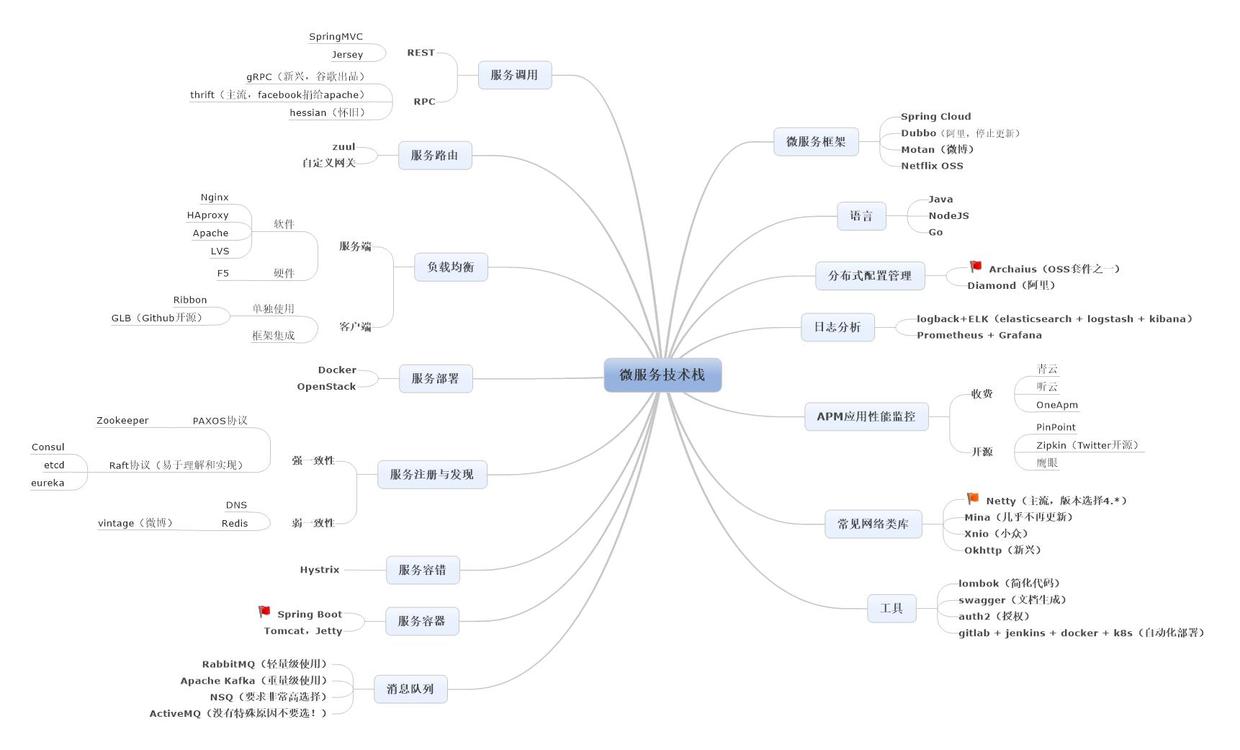 微服务技术栈
服务调用
REST
SpringMVC
Jersey
RPC
gRPC（新兴，谷歌出品）
thrift（主流，facebook捐给apache）
hessian（怀旧）
服务路由
zuul
自定义网关
负载均衡
服务端
软件
Nginx
HAproxy
Apache
LVS
硬件
F5
客户端
单独使用
Ribbon
GLB（Github开源）
框架集成
服务部署
Docker
OpenStack
服务注册与发现
强一致性
PAXOS协议
Zookeeper
Raft协议（易于理解和实现）
Consul
etcd
eureka
弱一致性
DNS
Redis
vintage（微博）
服务容错
Hystrix
服务容器
Spring Boot
Tomcat，Jetty
消息队列
RabbitMQ（轻量级使用）
Apache Kafka（重量级使用）
NSQ（要求非常高选择）
ActiveMQ（没有特殊原因不要选！）
微服务框架
Spring Cloud
Dubbo（阿里，停止更新）
Motan（微博）
Netflix OSS
语言
Java
NodeJS
Go
分布式配置管理
Archaius（OSS套件之一）
Diamond（阿里）
日志分析
logback+ELK（elasticsearch + logstash + kibana）
Prometheus + Grafana
APM应用性能监控
收费
青云
听云
OneApm
开源
PinPoint
Zipkin（Twitter开源）
鹰眼
常见网络类库
Netty（主流，版本选择4.*）
Mina（几乎不再更新）
Xnio（小众）
Okhttp（新兴）
工具
lombok（简化代码）
swagger（文档生成）
auth2（授权）
gitlab + jenkins + docker + k8s（自动化部署）